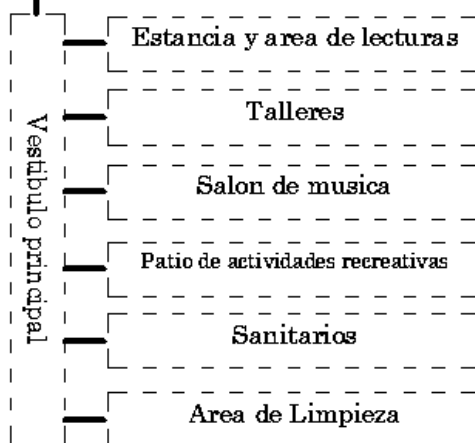 Vestibulo principal
Estancia y area de lecturas
Talleres
Salon de musica
Patio de actividades recreativas
Sanitarios
Area de Limpieza